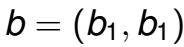 b = (b₁, b₁)